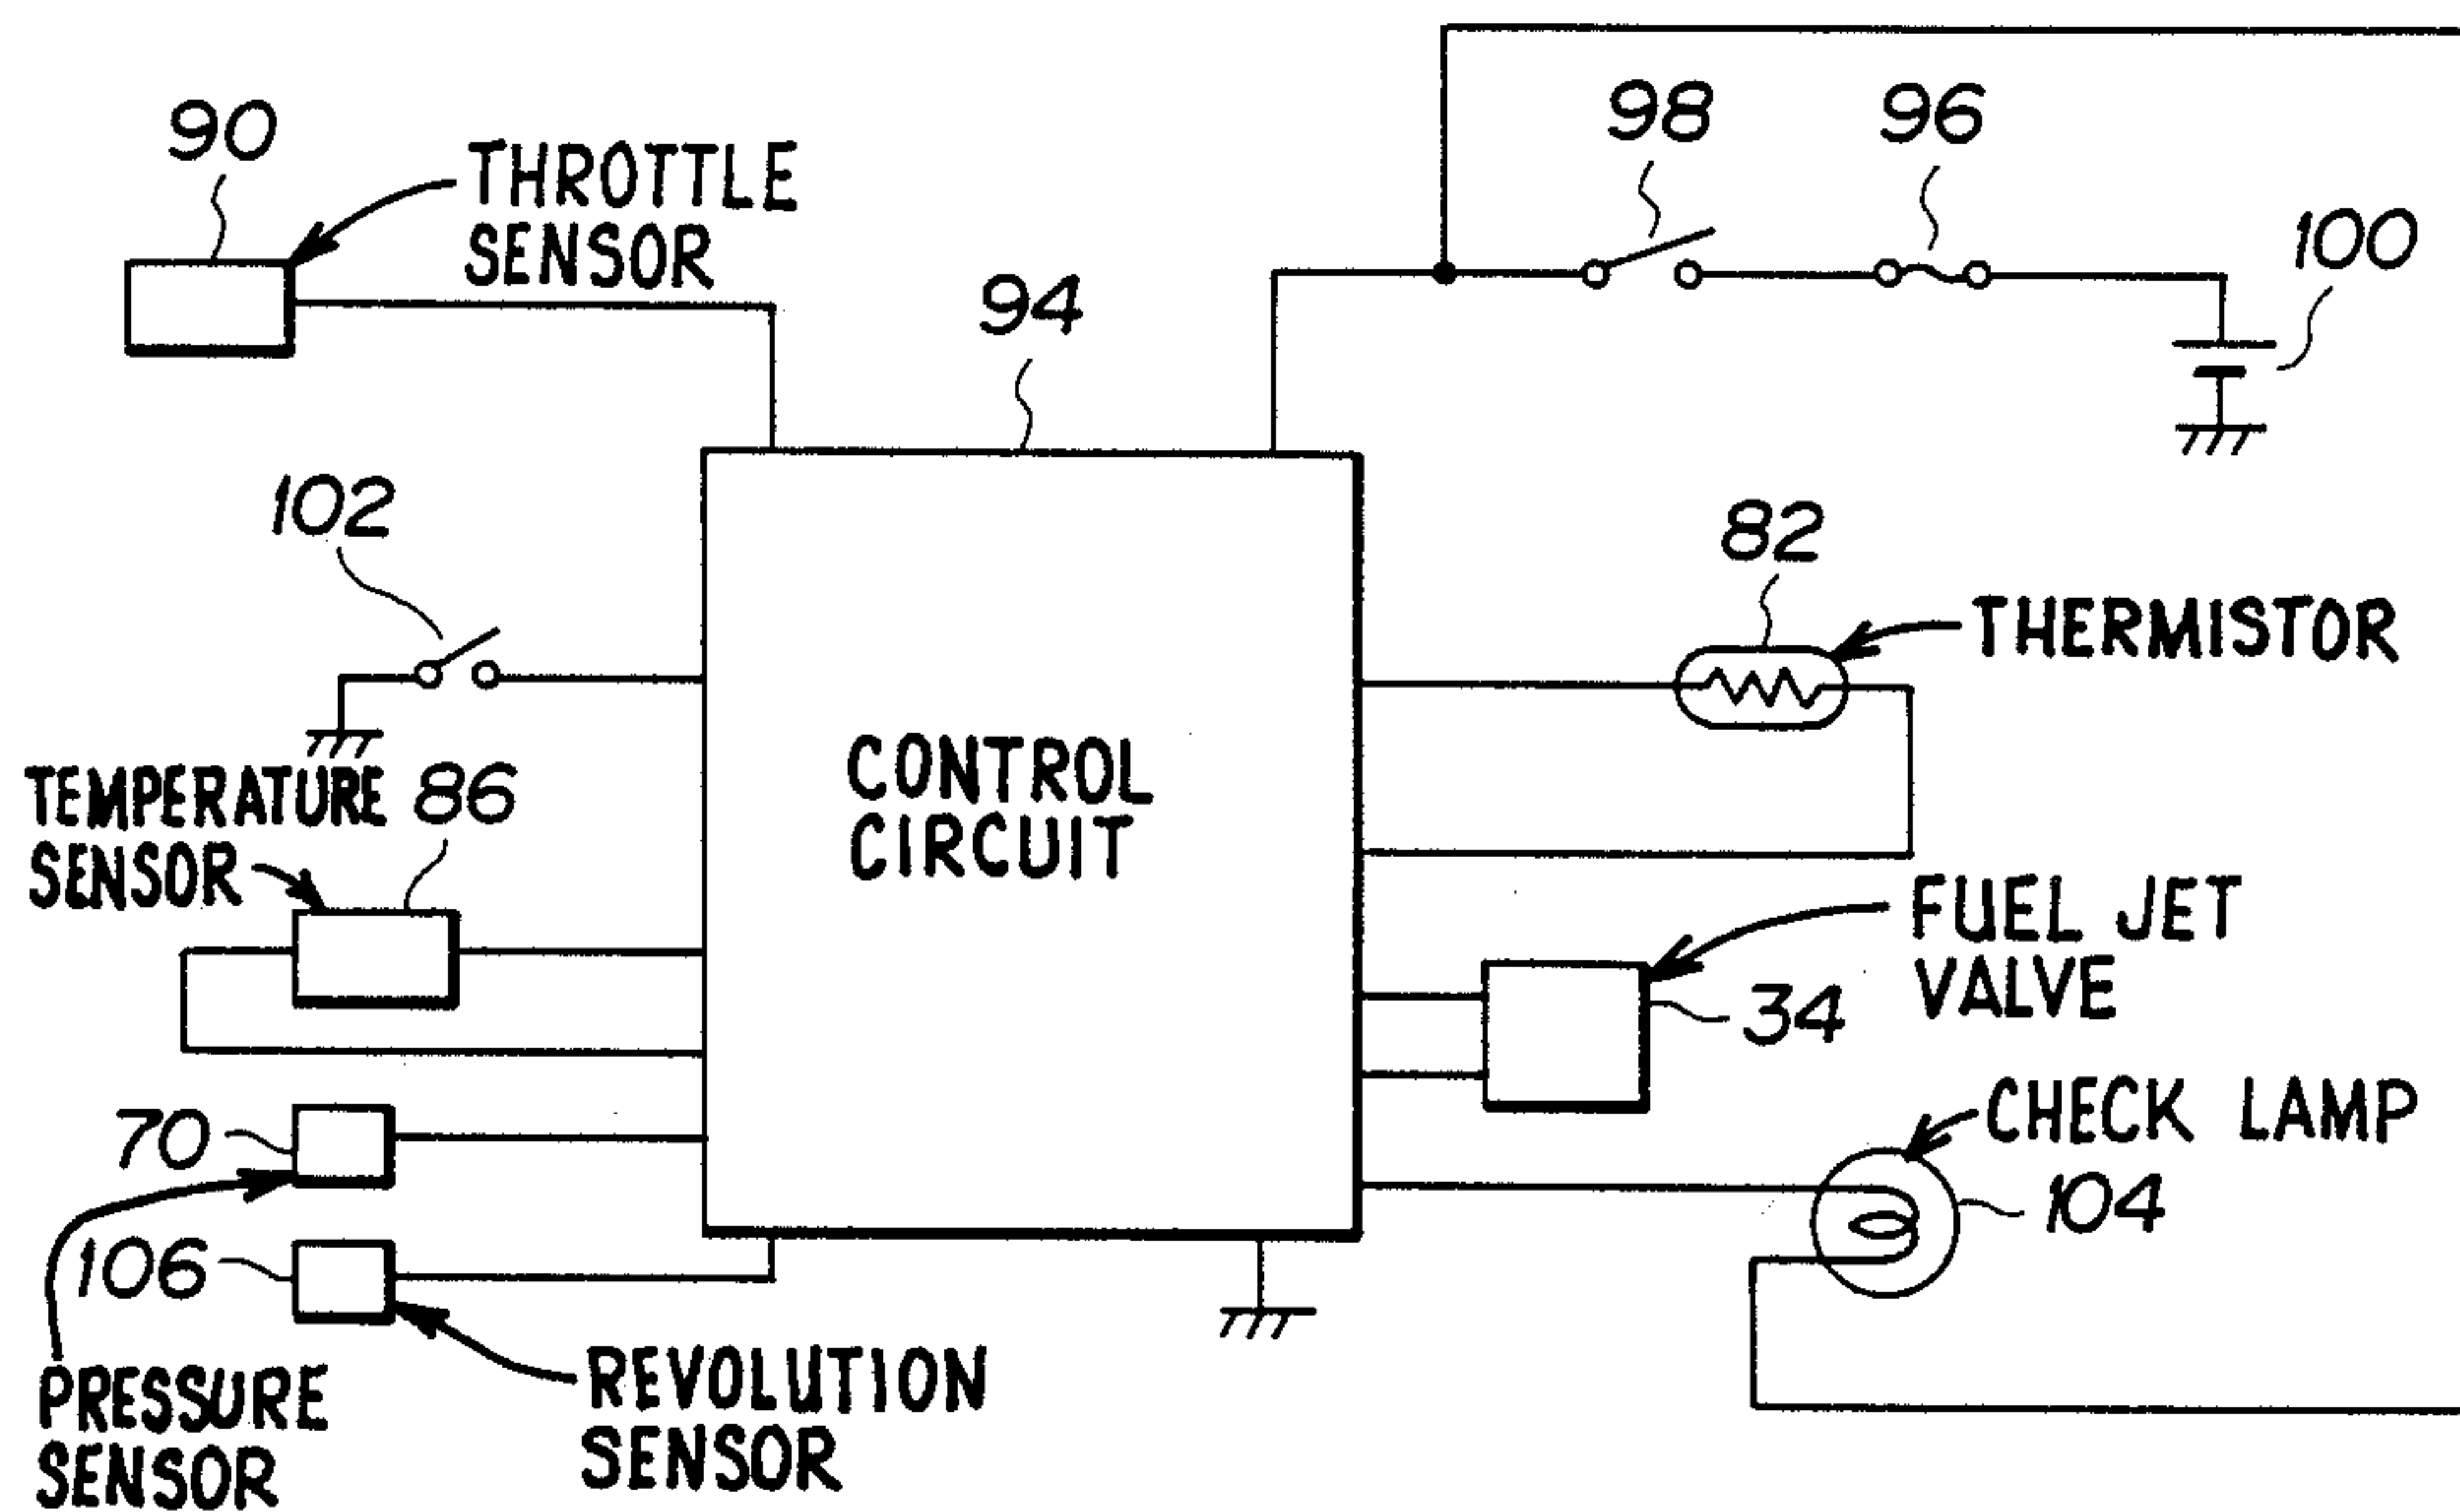 90
THROTTLE
SENSOR
98
96
100
94
102
82
THERMISTOR
TEMPERATURE 86
SENSOR
CONTROL
CIRCUIT
FUEL JET
VALVE
34
CHECK LAMP
104
70
106
PRESSURE
SENSOR
REVOLUTION
SENSOR